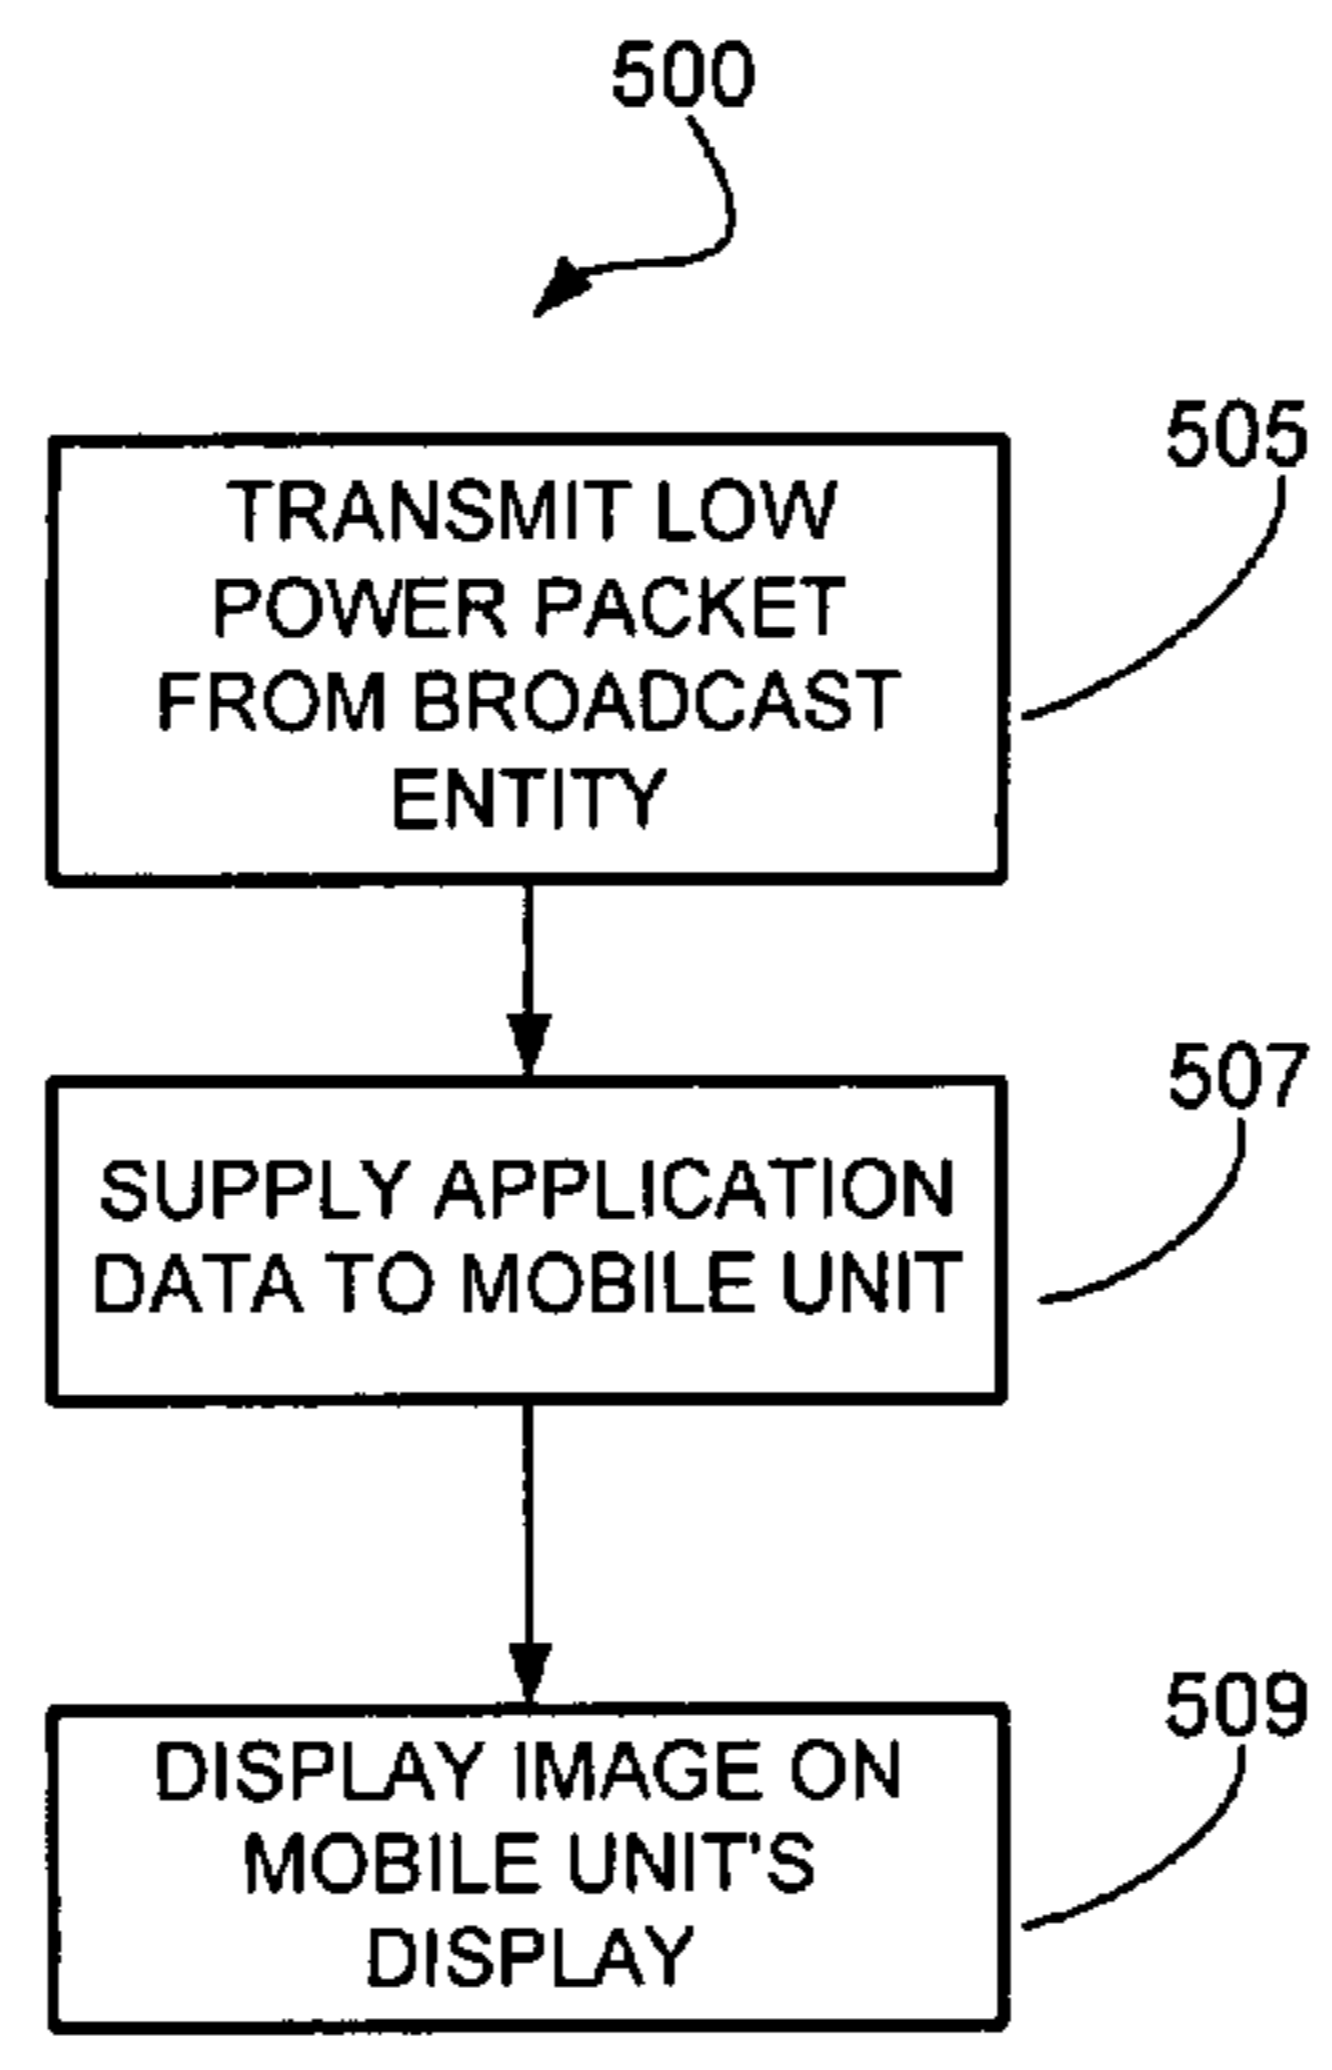 500
505
TRANSMIT LOW
POWER PACKET
FROM BROADCAST
ENTITY
507
SUPPLY APPLICATION
DATA TO MOBILE UNIT
509
DISPLAY IMAGE ON
MOBILE UNIT'S
DISPLAY